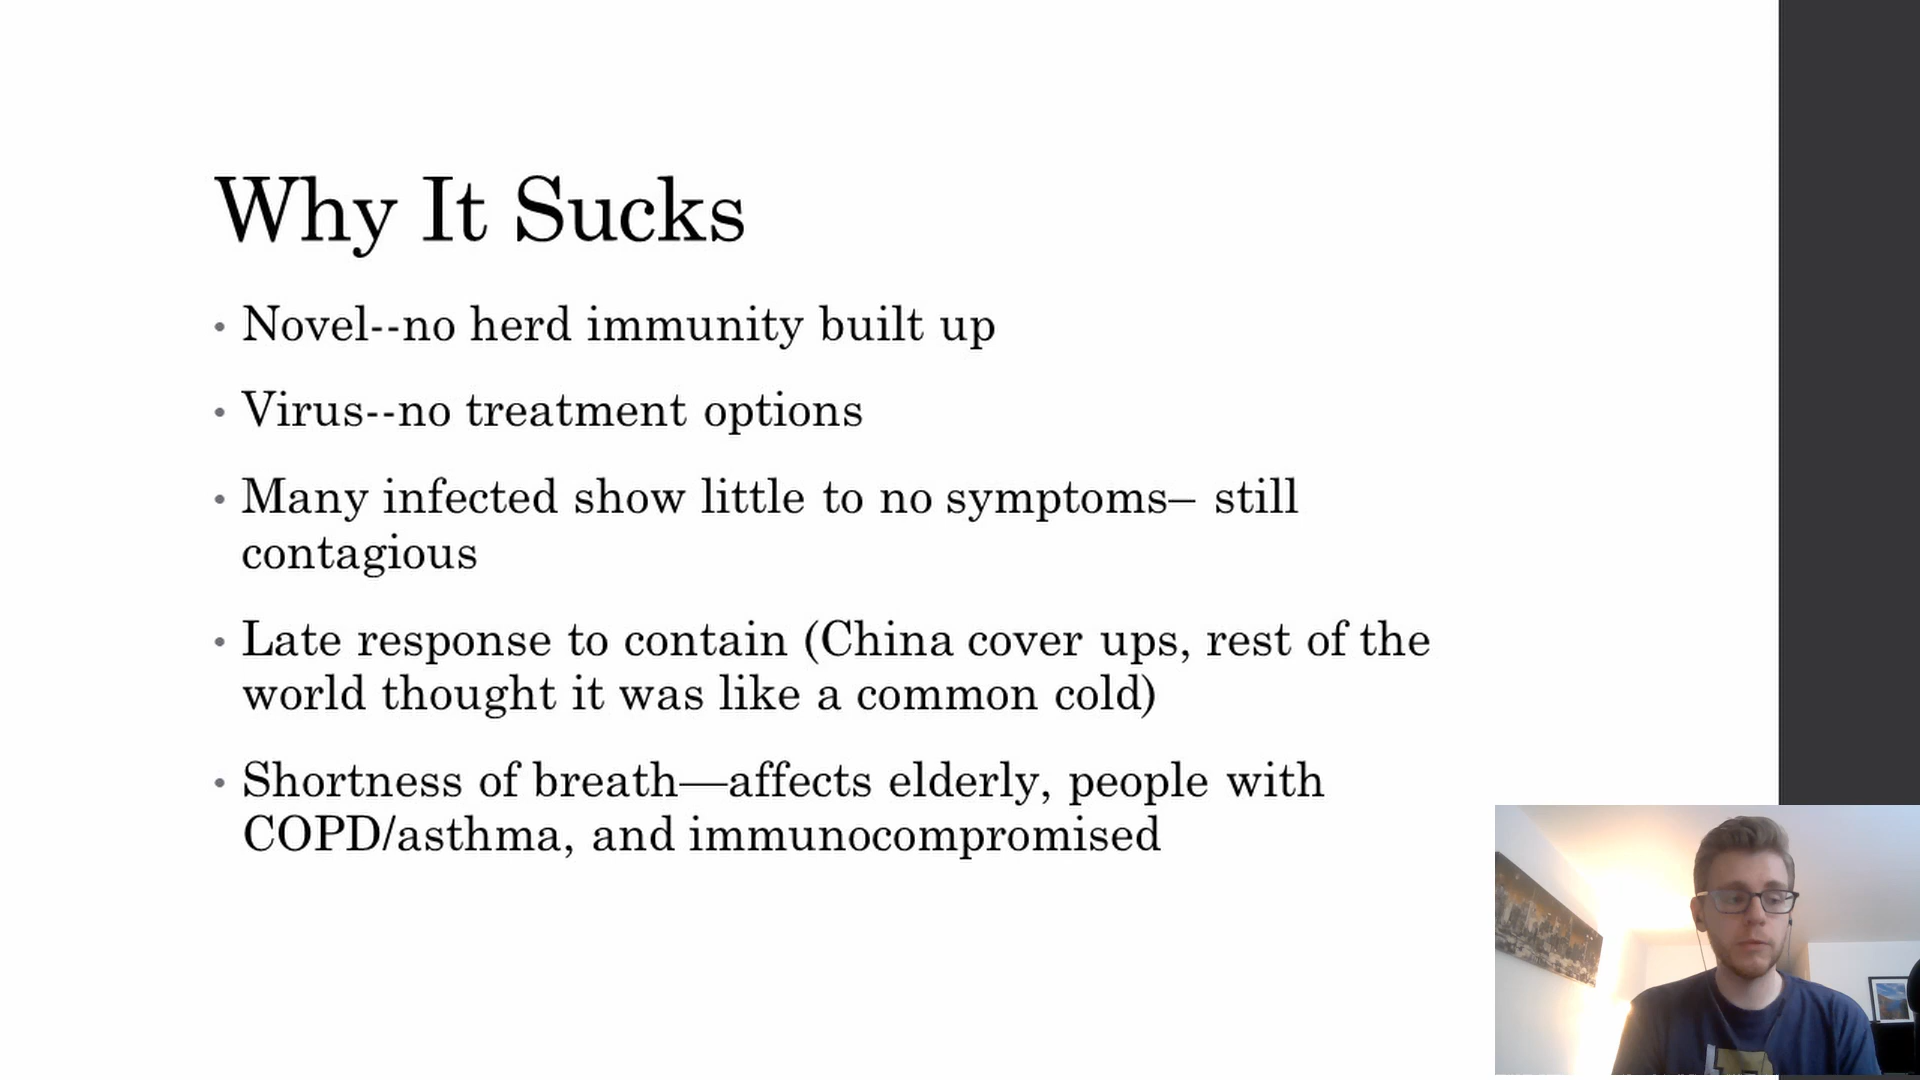 Why It Sucks
• Novel--no herd immunity built up
• Virus--no treatment options
• Many infected show little to no symptoms– still
contagious
• Late response to contain (China cover ups, rest of the
world thought it was like a common cold)
• Shortness of breath—affects elderly, people with
COPD/asthma, and immunocompromised